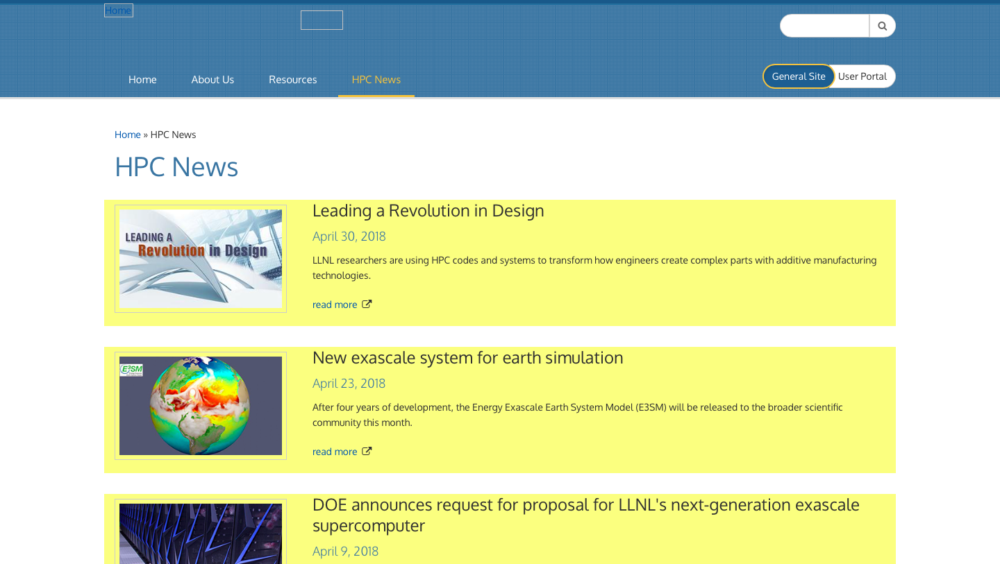 Home
Home
About Us
Resources
HPC News
General Site
User Portal
Home » HPC News
HPC News
LEADING A
Revolution in Design
Leading a Revolution in Design
April 30, 2018
LLNL researchers are using HPC codes and systems to transform how engineers create complex parts with additive manufacturing
technologies.
read more
E3SM
New exascale system for earth simulation
April 23, 2018
After four years of development, the Energy Exascale Earth System Model (E3SM) will be released to the broader scientific
community this month.
read more
DOE announces request for proposal for LLNL's next-generation exascale
supercomputer
April 9, 2018